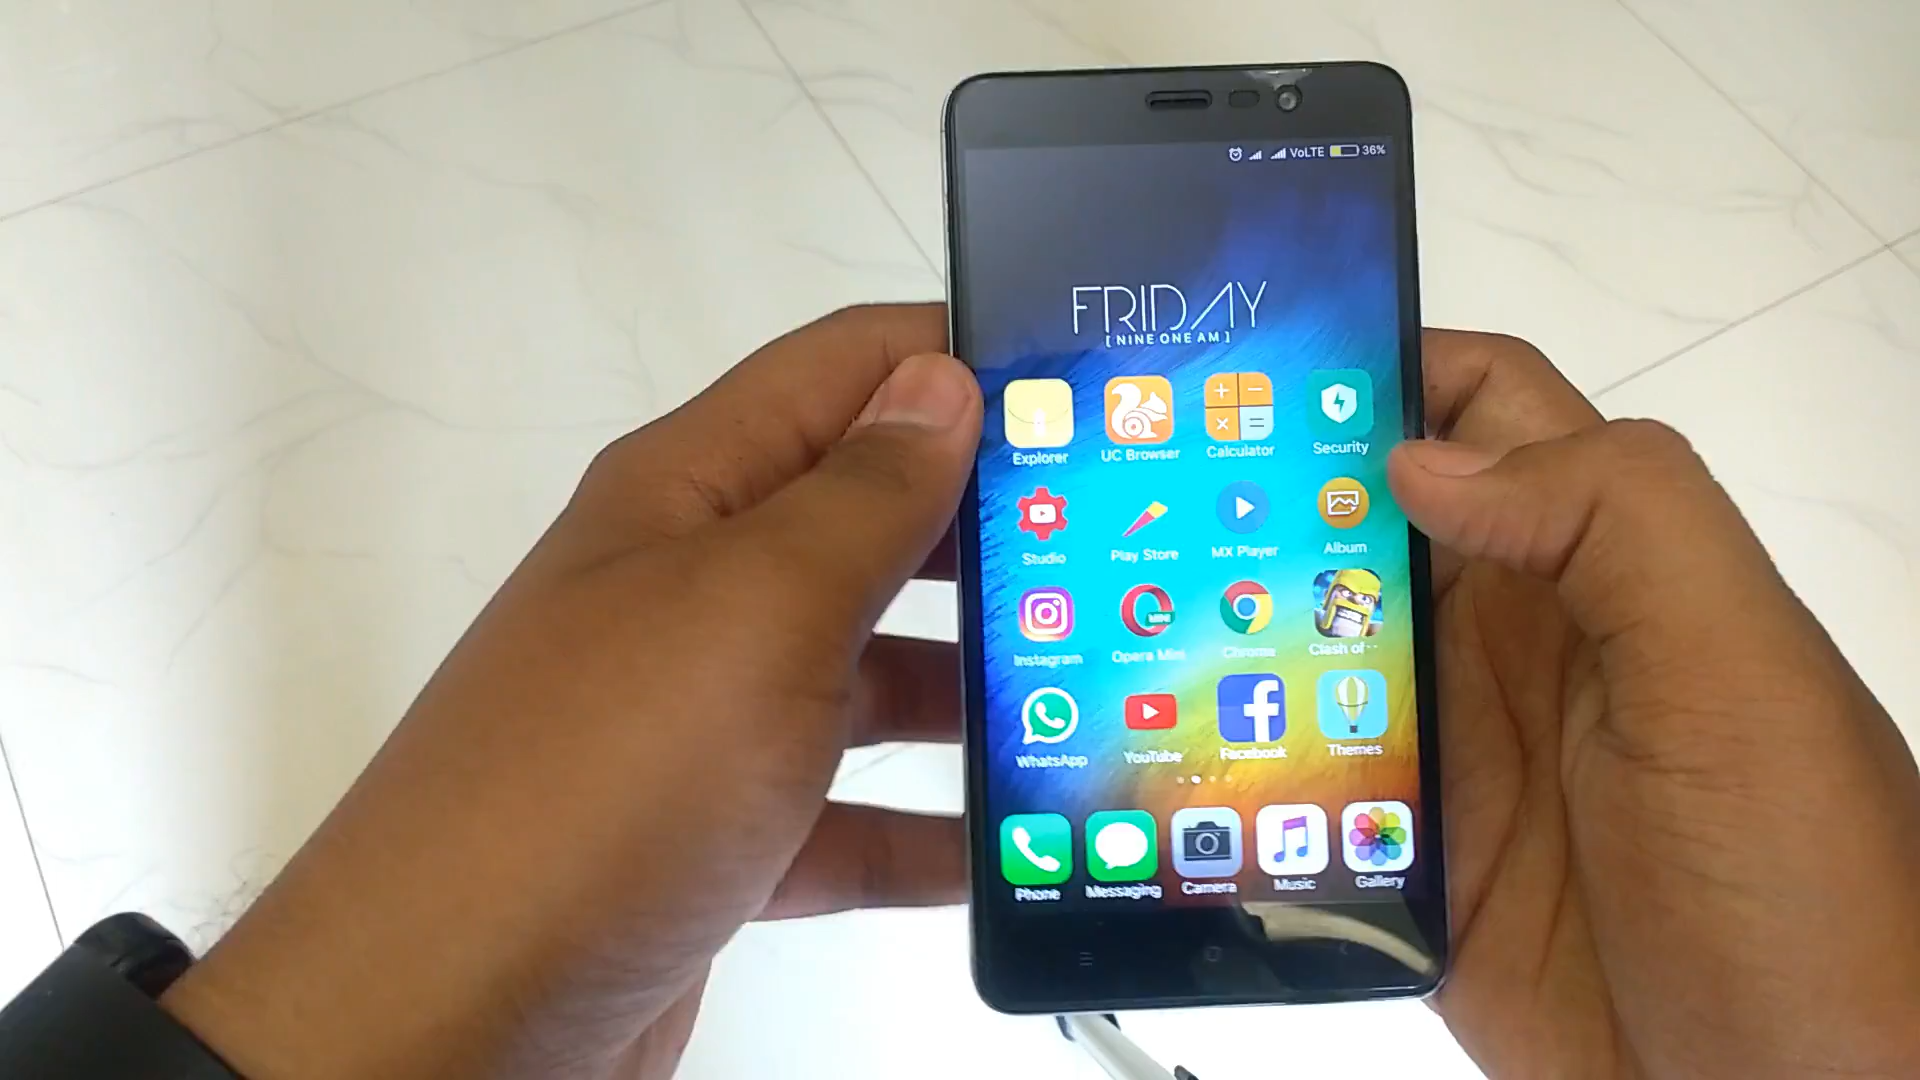 VoLTE 36%
FRIDAY
[ NINE ONE AM ]
Explorer UC Browser Calculator Security
Studio Play Store MX Player Album
MINI
Instagram Opera Mini Chrome Clash of··
WhatsApp YouTube Facebook Themes
Phone Messaging Camera Music Gallery